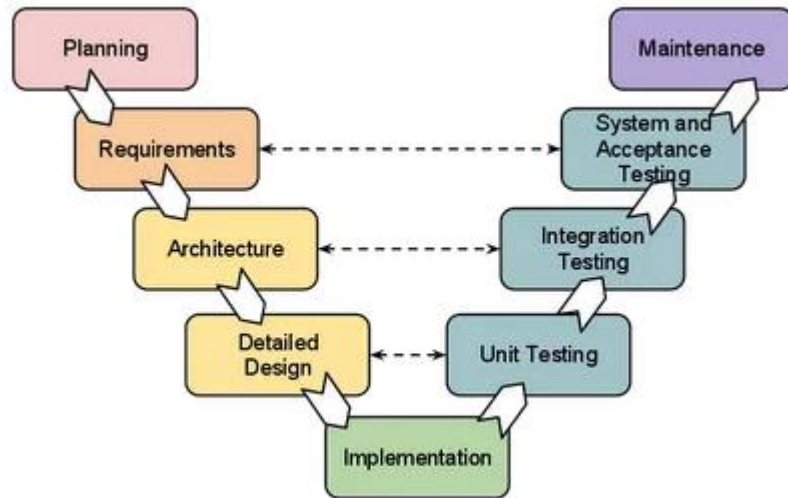 Planning
Maintenance
Requirements
System and
Acceptance
Testing
Architecture
Integration
Testing
Detailed
Design
Unit Testing
Implementation